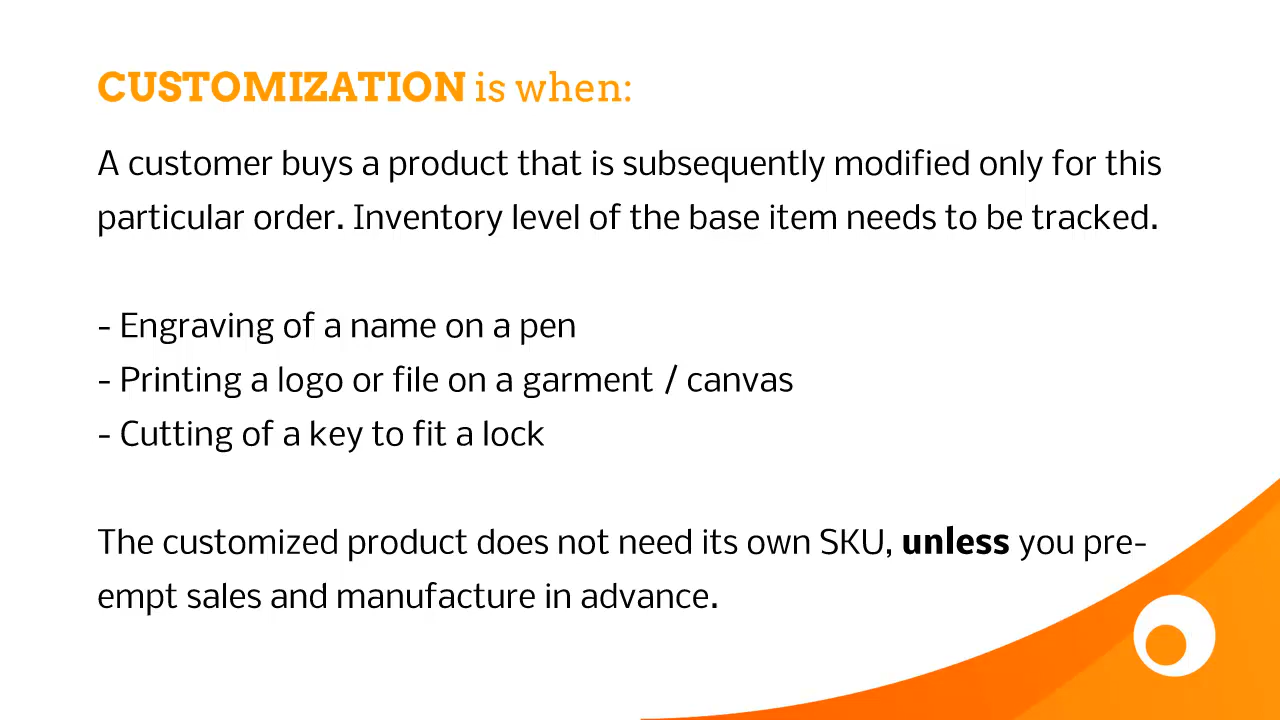 CUSTOMIZATION is when:
A customer buys a product that is subsequently modified only for this
particular order. Inventory level of the base item needs to be tracked.
- Engraving of a name on a pen
- Printing a logo or file on a garment / canvas
- Cutting of a key to fit a lock
The customized product does not need its own SKU, unless you pre-
empt sales and manufacture in advance.